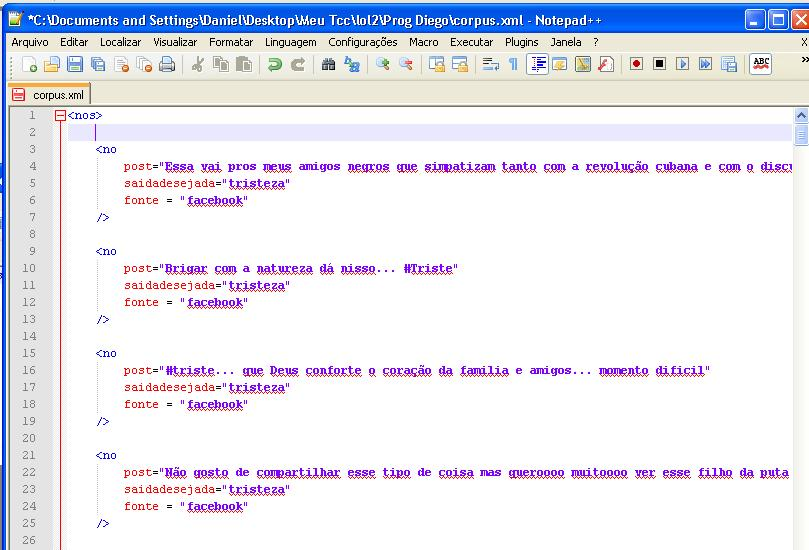 *C:\Documents and Settings\Daniel\Desktop\Meu Tcc\lol2\Prog Diego\corpus.xml - Notepad++
Arquivo Editar Localizar Visualizar Formatar Linguagem Configurações Macro Executar Plugins Janela ? X
ABC »
corpus.xml
1 <nos>
2
3 <no
4 post="Essa vai pros meus amigos negros que simpatizam tanto com a revolução cubana e com o discu
5 saidadesejada="tristeza"
6 fonte = "facebook"
7 />
8
9 <no
10 post="Brigar com a natureza dá nisso... #Triste"
11 saidadesejada="tristeza"
12 fonte = "facebook"
13 />
14
15 <no
16 post="#triste... que Deus conforte o coração da familia e amigos... momento dificil"
17 saidadesejada="tristeza"
18 fonte = "facebook"
19 />
20
21 <no
22 post="Não gosto de compartilhar esse tipo de coisa mas queroooo muitoooo ver esse filho da puta
23 saidadesejada="tristeza"
24 fonte = "facebook"
25 />
26